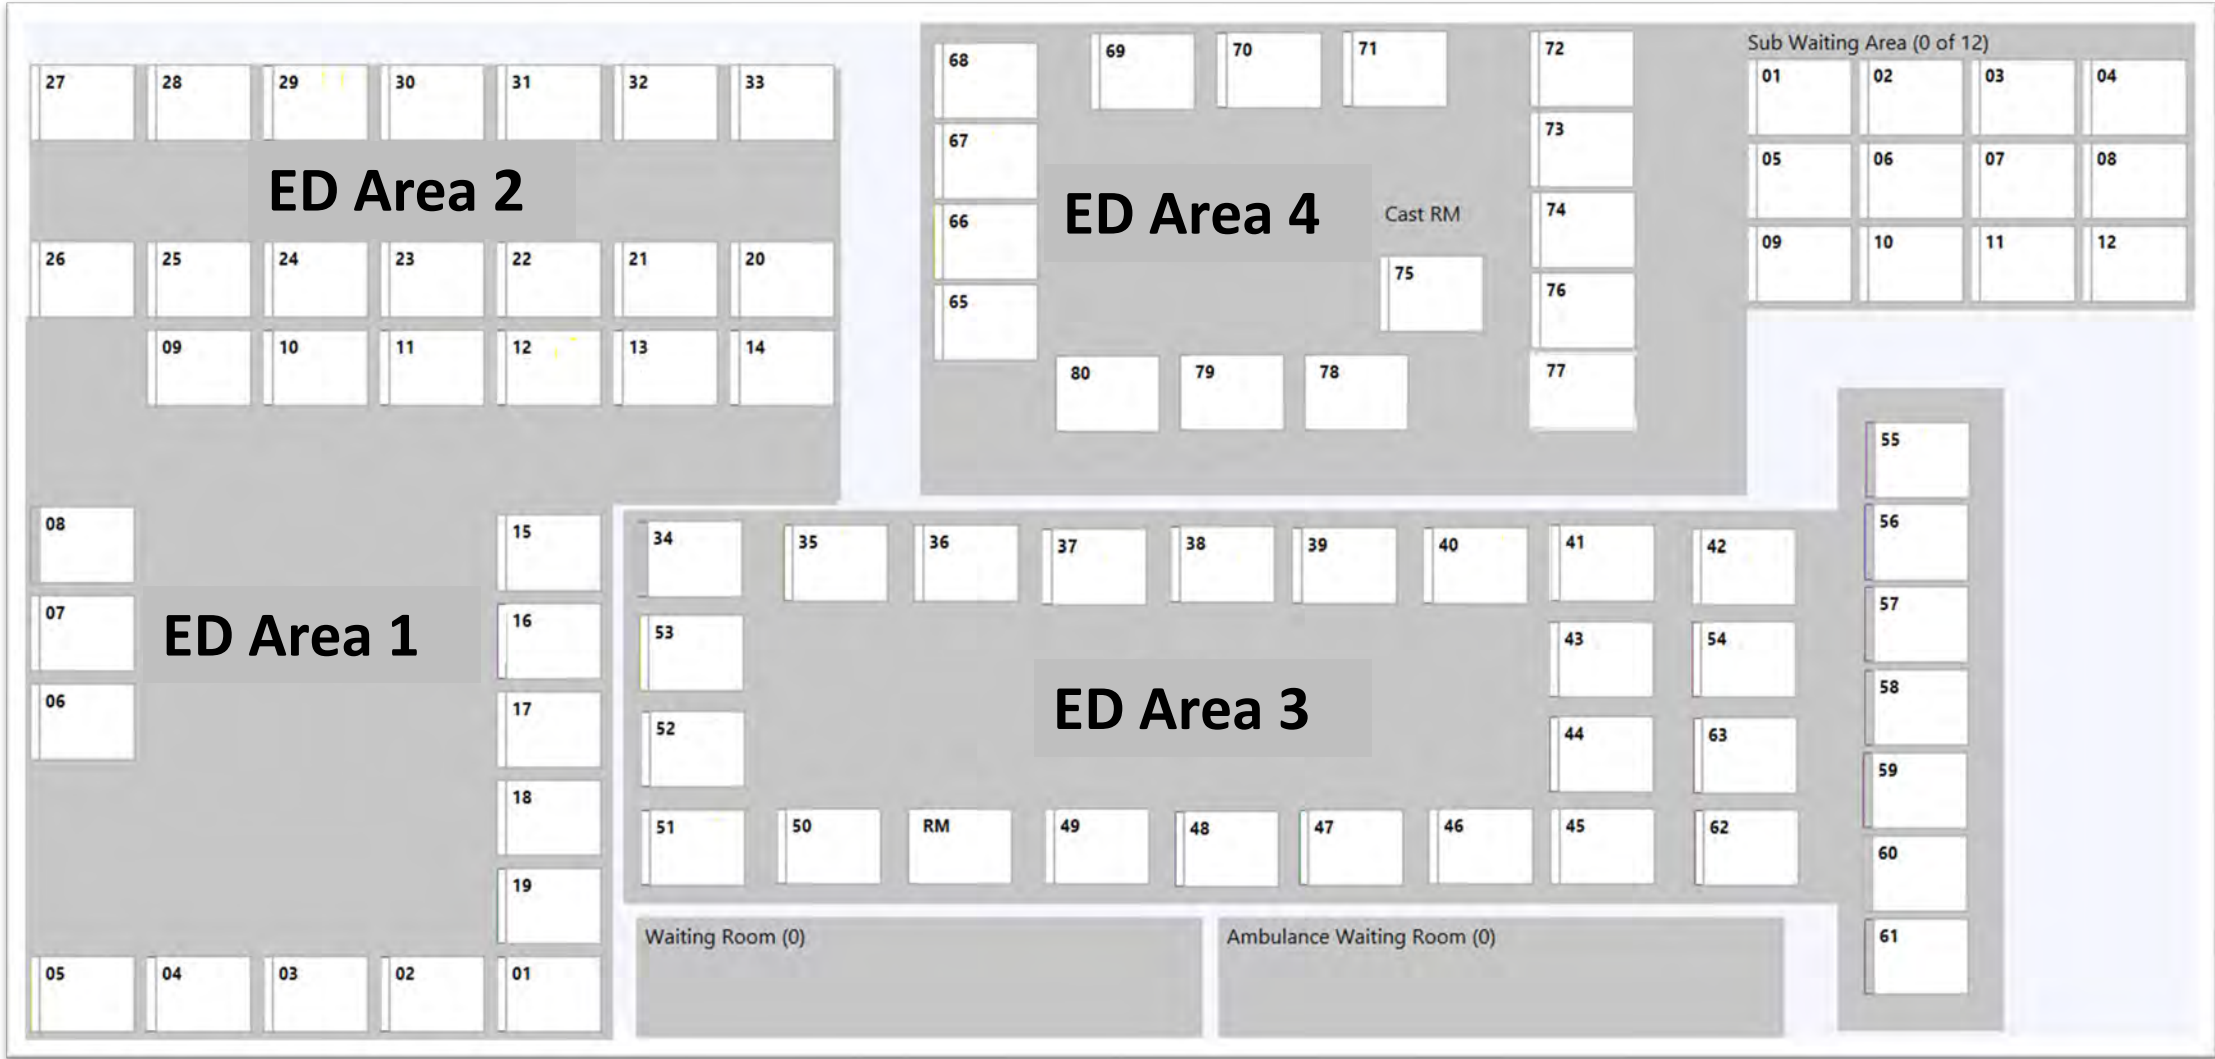 27 28 29 30 31 32 33
ED Area 2
26 25 24 23 22 21 20
09 10 11 12 13 14
08
07
06
ED Area 1
15
16
17
18
19
05 04 03 02 01
68
67
66
65
69 70 71
72
73
74
76
77
ED Area 4
Cast RM
75
80 79 78
Sub Waiting Area (0 of 12)
01 02 03 04
05 06 07 08
09 10 11 12
34 35 36 37 38 39 40 41 42
53 43 54
ED Area 3
52 44 63
51 50 RM 49 48 47 46 45 62
55
56
57
58
59
60
61
Waiting Room (0)
Ambulance Waiting Room (0)